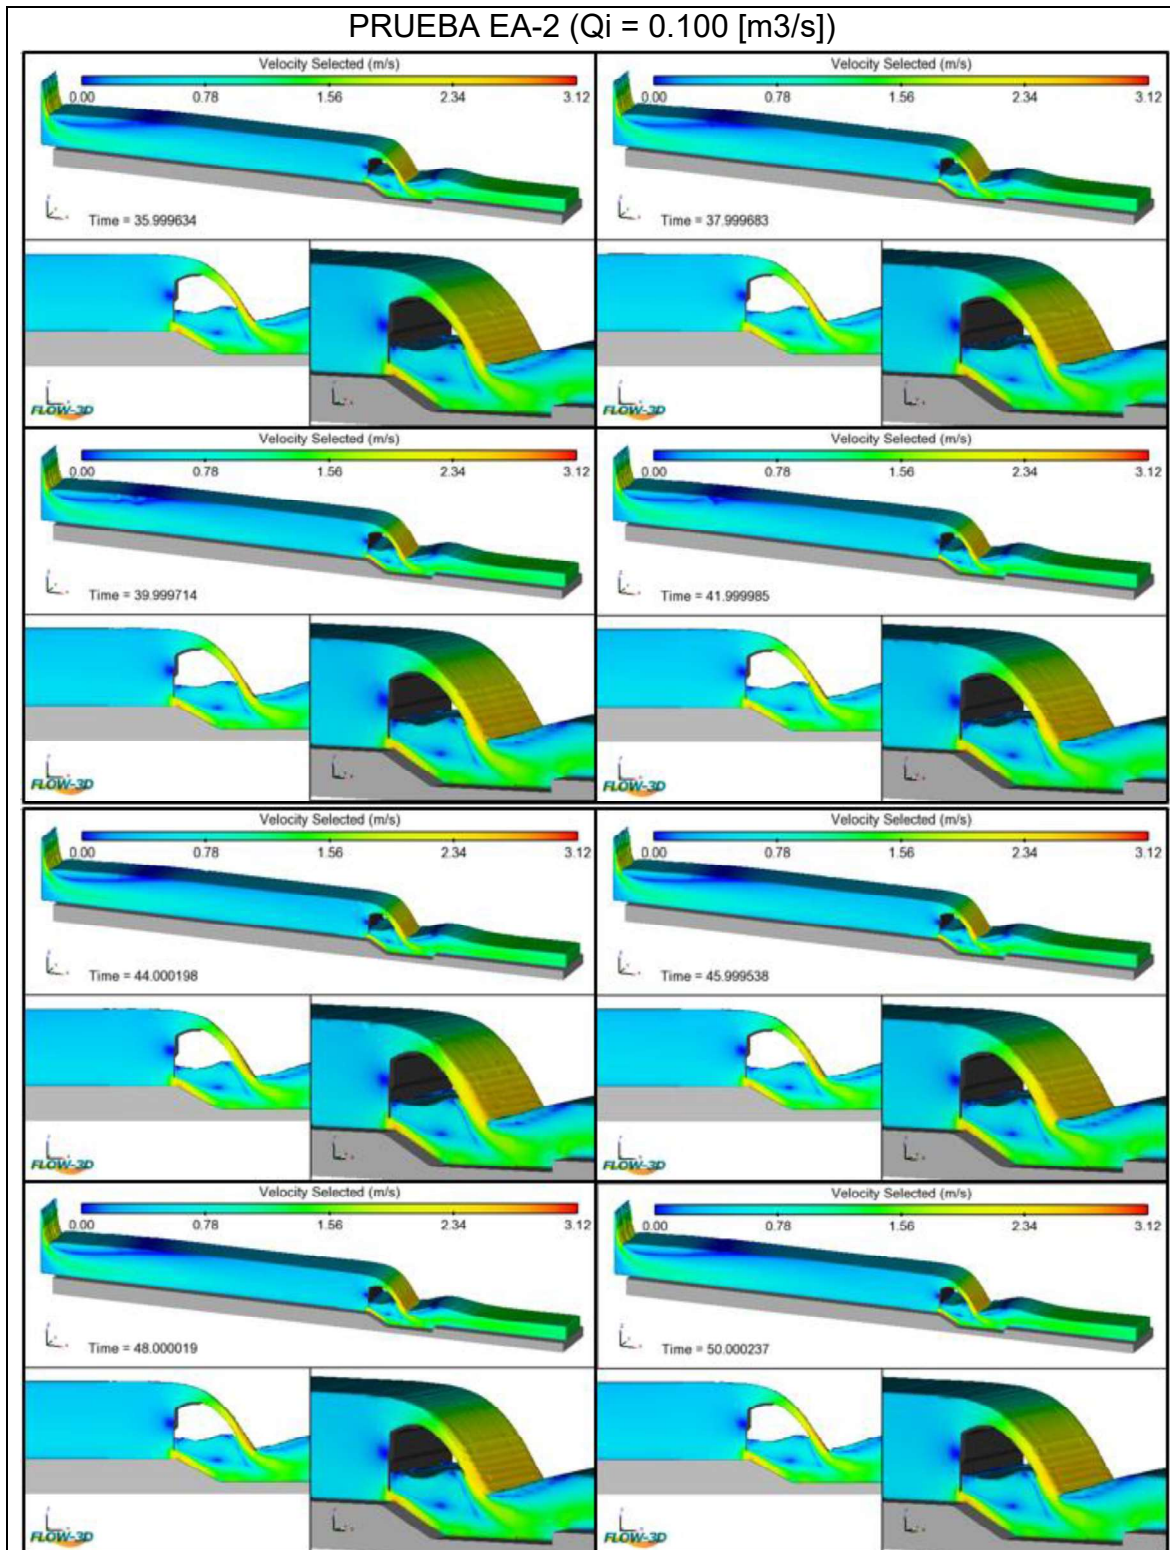 PRUEBA EA-2 (Qi = 0.100 [m3/s])
Velocity Selected (m/s)
0.00 0.78 1.56 2.34 3.12
Time = 35.999634
FLOW-3D
Velocity Selected (m/s)
0.00 0.78 1.56 2.34 3.12
Time = 37.999683
FLOW-3D
Velocity Selected (m/s)
0.00 0.78 1.56 2.34 3.12
Time = 39.999714
FLOW-3D
Velocity Selected (m/s)
0.00 0.78 1.56 2.34 3.12
Time = 41.999985
FLOW-3D
Velocity Selected (m/s)
0.00 0.78 1.56 2.34 3.12
Time = 44.000198
FLOW-3D
Velocity Selected (m/s)
0.00 0.78 1.56 2.34 3.12
Time = 45.999538
FLOW-3D
Velocity Selected (m/s)
0.00 0.78 1.56 2.34 3.12
Time = 48.000019
FLOW-3D
Velocity Selected (m/s)
0.00 0.78 1.56 2.34 3.12
Time = 50.000237
FLOW-3D